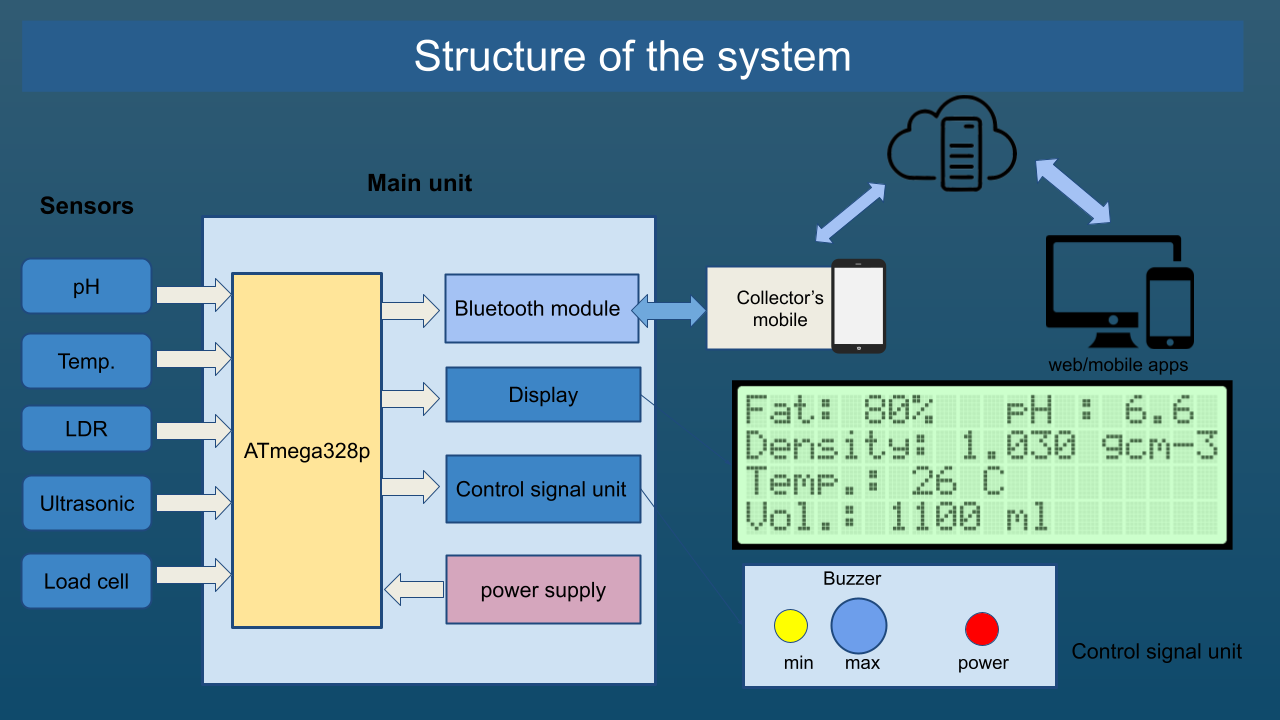 Structure of the system
Main unit
Sensors
pH
Temp.
LDR
Ultrasonic
Load cell
ATmega328p
Bluetooth module
Display
Control signal unit
power supply
Collector's
mobile
web/mobile apps
Fat: 80% pH : 6.6
Density: 1.030 gcm-3
Temp.: 26 C
Vol.: 1100 ml
Buzzer
min max power
Control signal unit